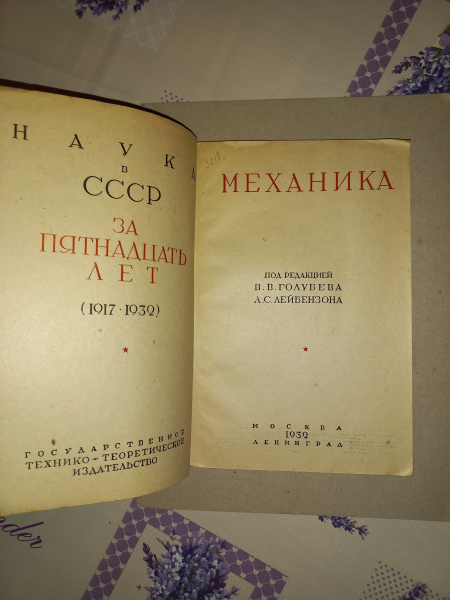 НАУКА
В
СССР
ЗА
ПЯТНАДЦАТЬ
ЛЕТ
(1917-1932)
ГОСУДАРСТВЕННОЕ
ТЕХНИКО-ТЕОРЕТИЧЕСКОЕ
ИЗДАТЕЛЬСТВО
МЕХАНИКА
ПОД РЕДАКЦИЕЙ
В.В.ГОЛУБЕВА
Л.С.ЛЕЙБЕНЗОНА
МОСКВА
1932
ЛЕНИНГРАД